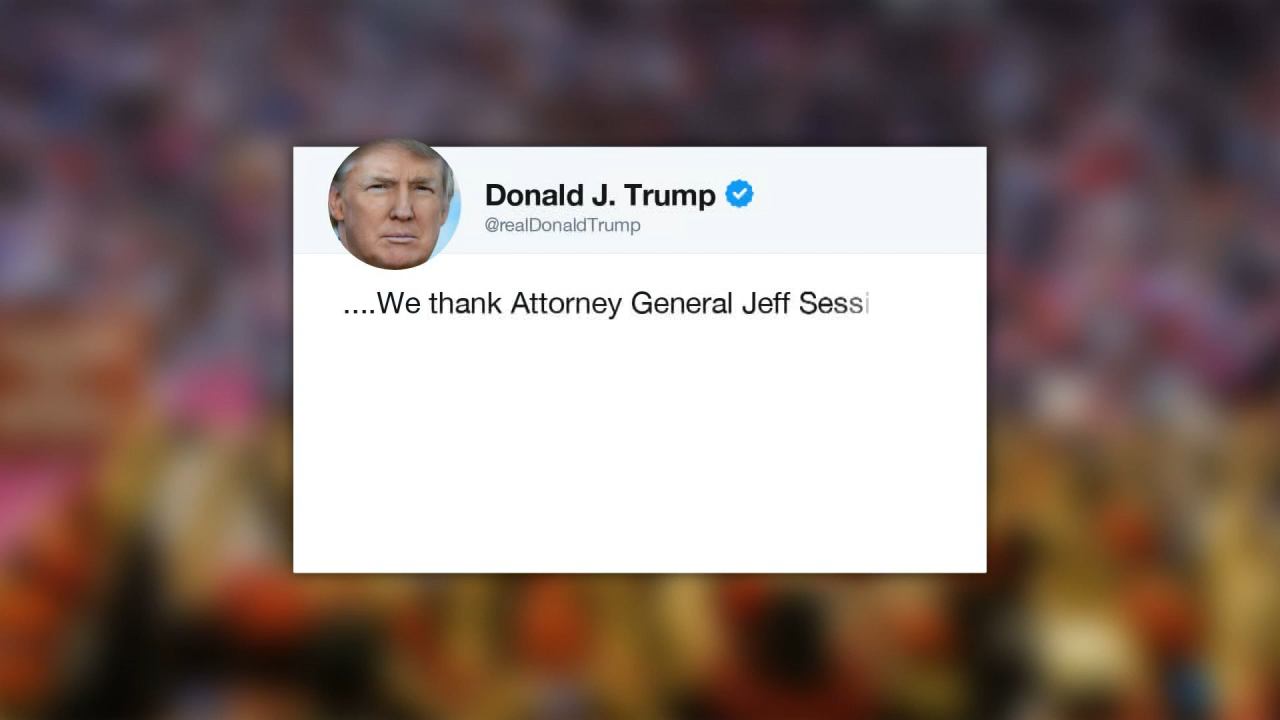 Donald J. Trump
@realDonaldTrump
....We thank Attorney General Jeff Sessi